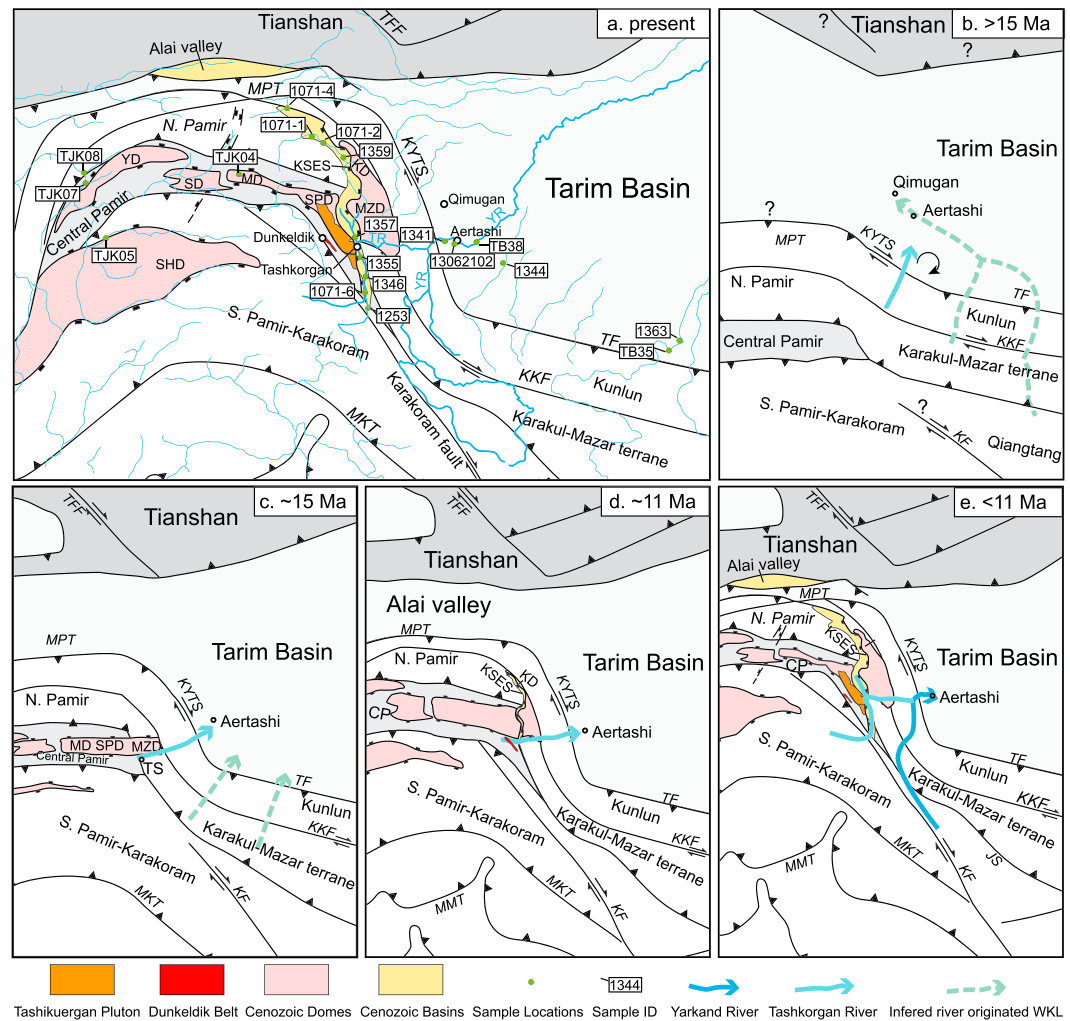 Tianshan
TFF
a. present
Alai valley
MPT
1071-4
N. Pamir
1071-1
1071-2
1359
KYTS
TJK08
YD
TJK04
KSES
KD
TJK07
SD
MD
SPD
MZD
Tarim Basin
Central Pamir
Qimugan
YR
1357
1341
Aertashi
Dunkeldik
TR
TB38
TJK05
13062102
SHD
Tashkorgan
1355
1344
1346
1071-6
YR
1253
S. Pamir-Karakoram
TF
1363
TB35
KKF
Kunlun
Karakoram fault
MKT
Karakul-Mazar terrane
?
Tianshan
b. >15 Ma
?
Tarim Basin
Qimugan
Aertashi
?
KYTS
MPT
N. Pamir
TF
Kunlun
Central Pamir
KKF
Karakul-Mazar terrane
S. Pamir-Karakoram
?
KF
Qiangtang
TFF
c. ~15 Ma
Tianshan
MPT
Tarim Basin
N. Pamir
KYTS
Aertashi
MD SPD MZD
Central Pamir
TS
TF
Kunlun
S. Pamir-Karakoram
KKF
Karakul-Mazar terrane
MKT
KF
TFF
d. ~11 Ma
Tianshan
Alai valley
MPT
N. Pamir
Tarim Basin
KSES
KD
KYTS
CP
Aertashi
TF
S. Pamir-Karakoram
Kunlun
KKF
Karakul-Mazar terrane
MMT
MKT
KF
TFF
e. <11 Ma
Tianshan
Alai valley
MPT
N. Pamir
KSES
KYTS
Tarim Basin
CP
Aertashi
S. Pamir-Karakoram
TF
Kunlun
KKF
Karakul-Mazar terrane
MKT
JS
MMT
KF
1344
Tashikuergan Pluton
Dunkeldik Belt
Cenozoic Domes
Cenozoic Basins
Sample Locations
Sample ID
Yarkand River
Tashkorgan River
Infered river originated WKL